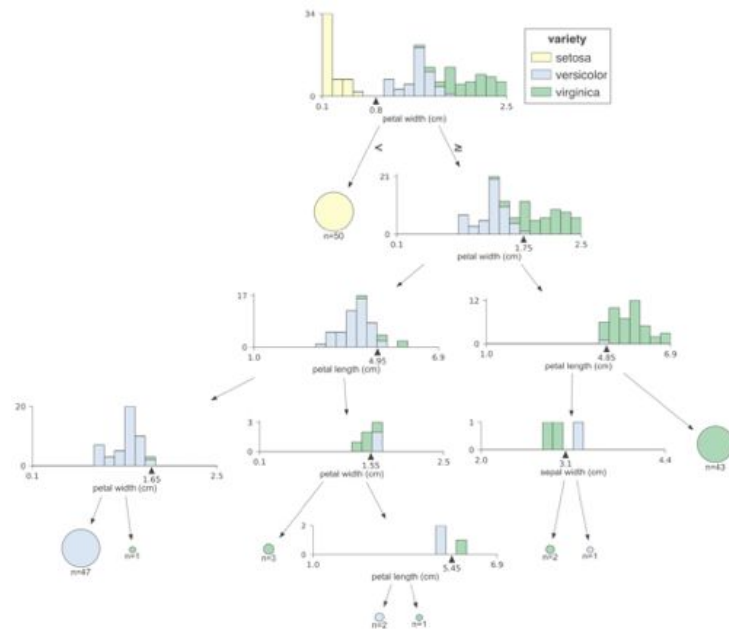 34
0
0.1
0.8
2.5
petal width (cm)
variety
setosa
versicolor
virginica
<
≥
n=50
21
0
0.1
1.75
2.5
petal width (cm)
17
0
1.0
4.95
6.9
petal length (cm)
12
0
1.0
4.85
6.9
petal length (cm)
20
0
0.1
1.65
2.5
petal width (cm)
3
0
0.1
1.55
2.5
petal width (cm)
1
0
2.0
3.1
4.4
sepal width (cm)
n=43
n=47
n=1
n=3
2
0
1.0
5.45
6.9
petal length (cm)
n=2
n=1
n=2
n=1